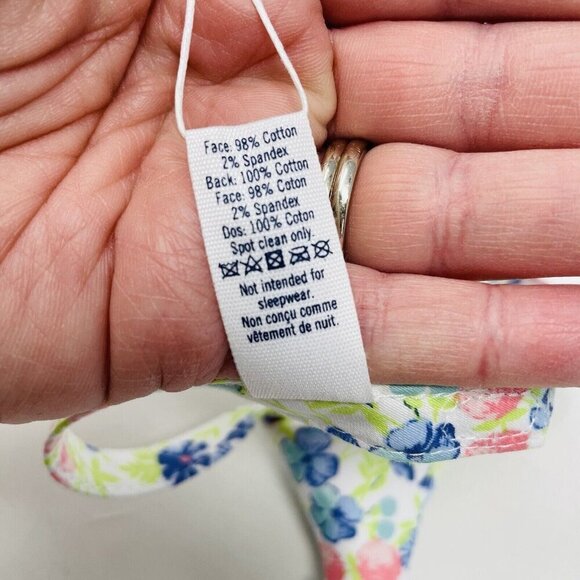 Face: 98% Cotton
2% Spandex
Back: 100% Cotton
Face: 98% Coton
2% Spandex
Dos: 100% Coton
Spot clean only.
Not intended for
sleepwear.
Non conçu comme
vêtement de nuit.